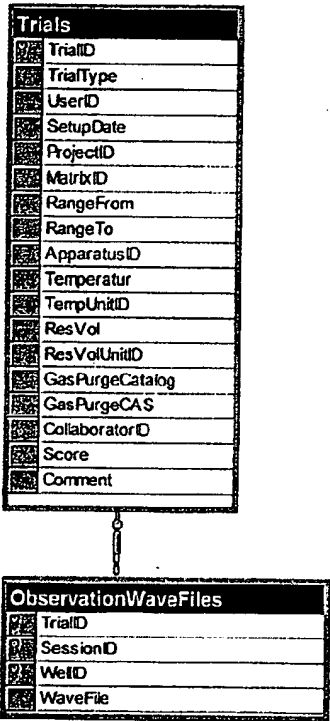 Trials
TrialID
TrialType
UserID
SetupDate
ProjectID
MatrixID
RangeFrom
RangeTo
ApparatusID
Temperatur
TempUnitID
ResVol
ResVolUnitID
GasPurgeCatalog
GasPurgeCAS
CollaboratorID
Score
Comment
ObservationWaveFiles
TrialID
SessionID
WellID
WaveFile